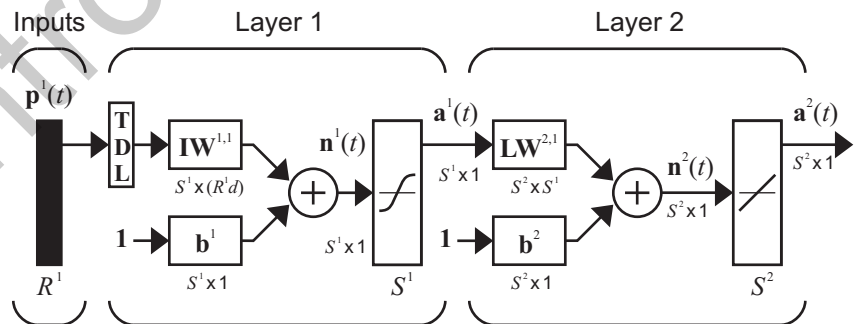 Inputs
Layer 1
Layer 2
p¹(t)
TDL
IW¹,¹
S¹ x (R¹d)
1
b¹
S¹ x 1
n¹(t)
S¹ x 1
a¹(t)
S¹ x 1
LW²,¹
S² x S¹
1
b²
S² x 1
n²(t)
S² x 1
a²(t)
S² x 1
R¹
S¹
S²